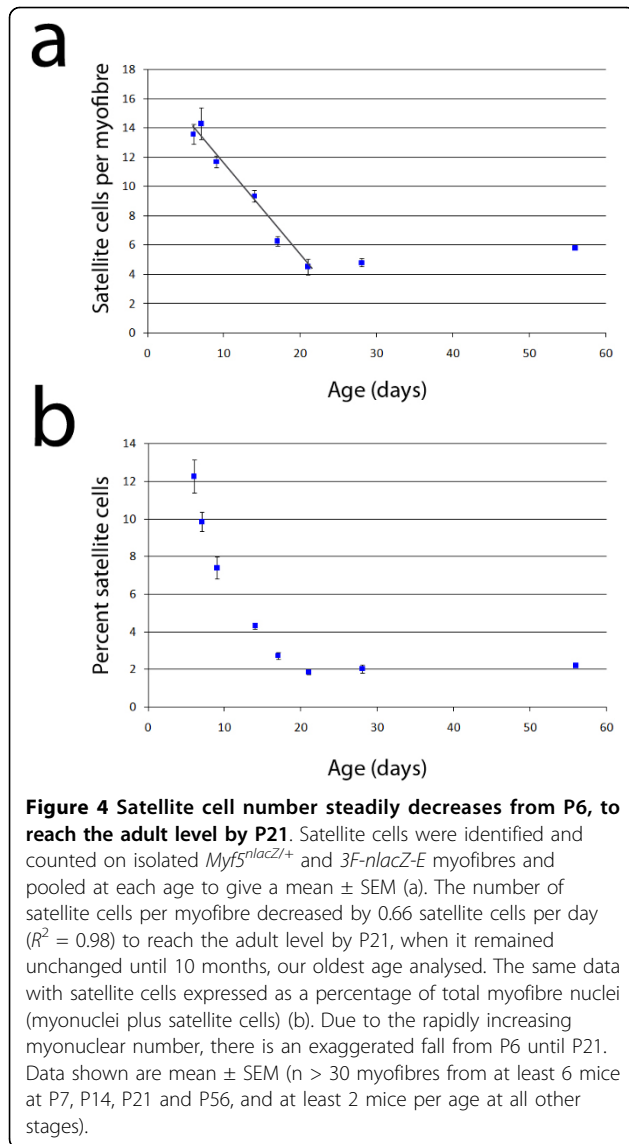 a
Satellite cells per myofibre
18
16
14
12
10
8
6
4
2
0
0 10 20 30 40 50 60
Age (days)
b
Percent satellite cells
14
12
10
8
6
4
2
0
0 10 20 30 40 50 60
Age (days)
Figure 4 Satellite cell number steadily decreases from P6, to
reach the adult level by P21. Satellite cells were identified and
counted on isolated Myf5nlacZ/+ and 3F-nlacZ-E myofibres and
pooled at each age to give a mean ± SEM (a). The number of
satellite cells per myofibre decreased by 0.66 satellite cells per day
(R² = 0.98) to reach the adult level by P21, when it remained
unchanged until 10 months, our oldest age analysed. The same data
with satellite cells expressed as a percentage of total myofibre nuclei
(myonuclei plus satellite cells) (b). Due to the rapidly increasing
myonuclear number, there is an exaggerated fall from P6 until P21.
Data shown are mean ± SEM (n > 30 myofibres from at least 6 mice
at P7, P14, P21 and P56, and at least 2 mice per age at all other
stages).